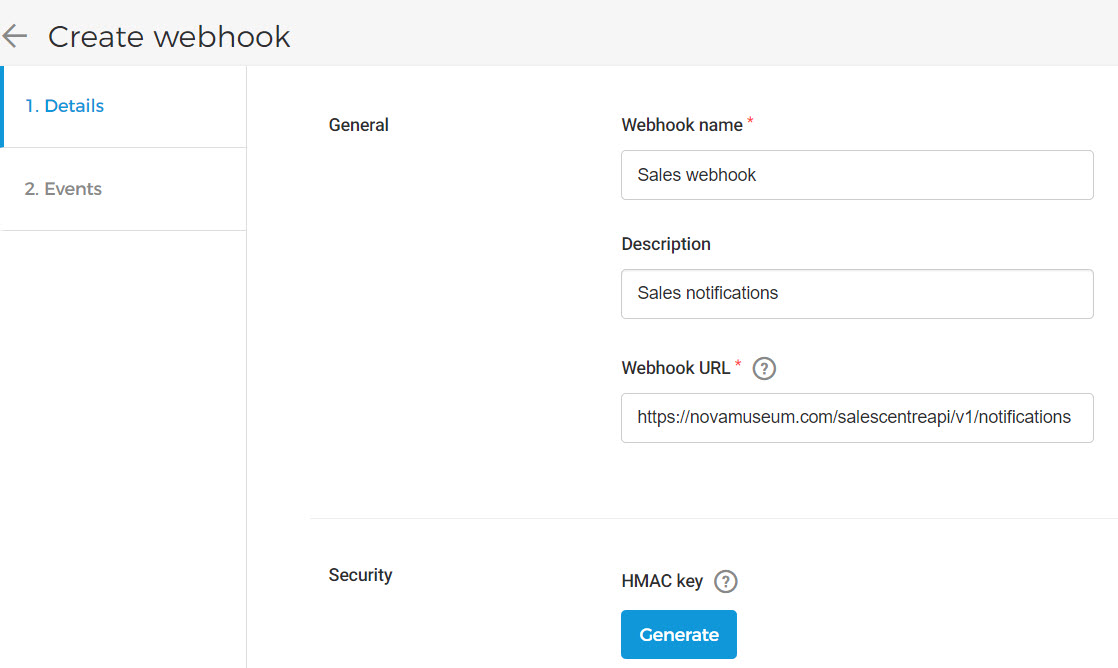 Create webhook
1. Details
2. Events
General
Webhook name *
Sales webhook
Description
Sales notifications
Webhook URL * ?
https://novamuseum.com/salescentreapi/v1/notifications
Security
HMAC key ?
Generate